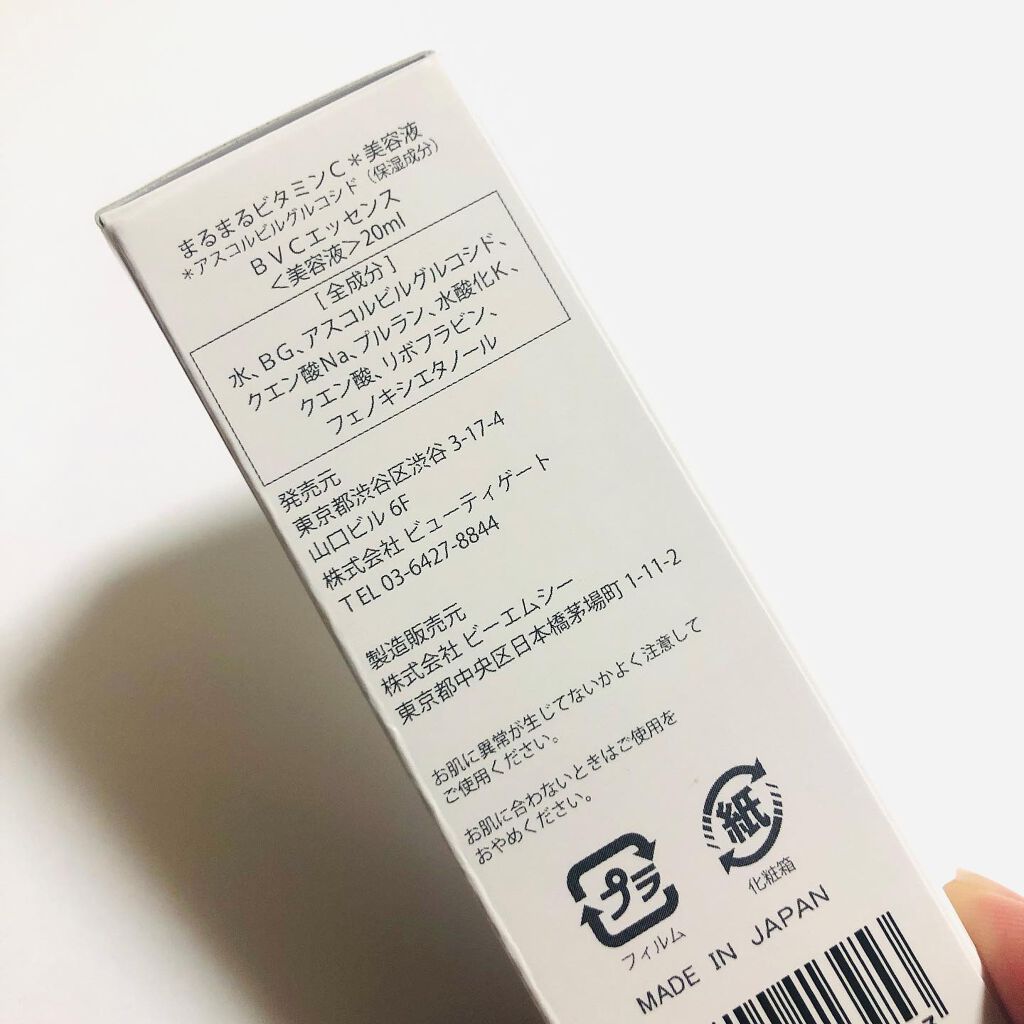 まるまるビタミンC*美容液
*アスコルビルグルコシド(保湿成分)
BVCエッセンス
<美容液>20ml
[全成分]
水、BG、アスコルビルグルコシド、
クエン酸Na、プルラン、水酸化K、
クエン酸、リボフラビン、
フェノキシエタノール
発売元
東京都渋谷区渋谷 3-17-4
山口ビル 6F
株式会社 ビューティゲート
TEL 03-6427-8844
製造販売元
株式会社 ビーエムシー
東京都中央区日本橋茅場町 1-11-2
お肌に異常が生じてないかよく注意して
ご使用ください。
お肌に合わないときはご使用を
おやめください。
プラ
フィルム
紙
化粧箱
MADE IN JAPAN